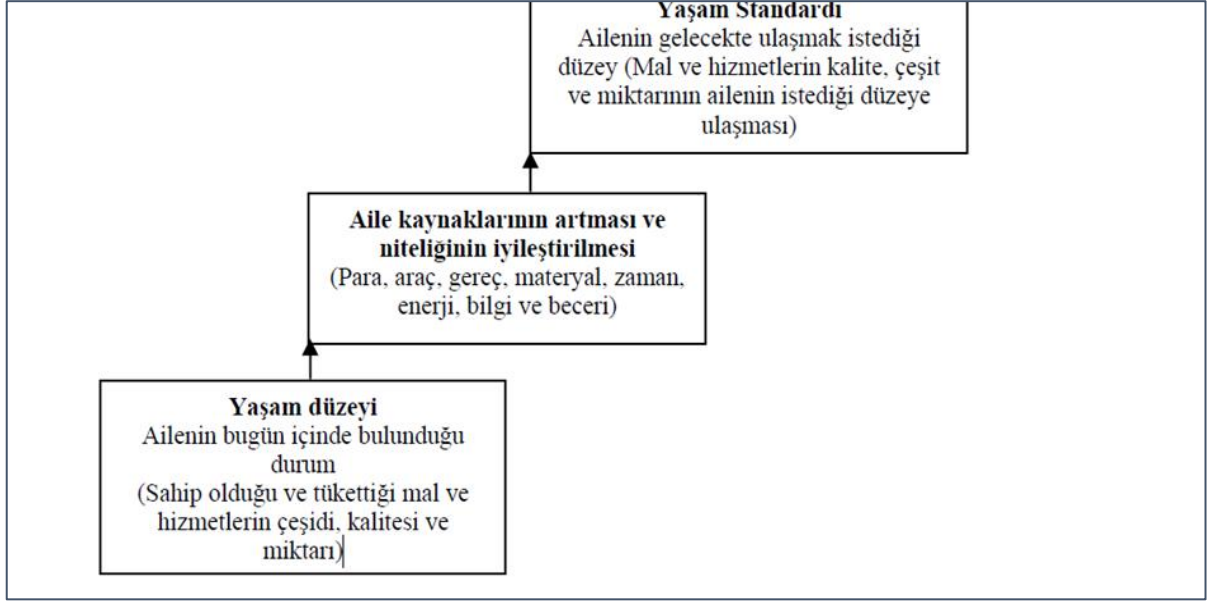 Yaşam Standardı
Ailenin gelecekte ulaşmak istediği
düzey (Mal ve hizmetlerin kalite, çeşit
ve miktarının ailenin istediği düzeye
ulaşması)
Aile kaynaklarının artması ve
niteliğinin iyileştirilmesi
(Para, araç, gereç, materyal, zaman,
enerji, bilgi ve beceri)
Yaşam düzeyi
Ailenin bugün içinde bulunduğu
durum
(Sahip olduğu ve tükettiği mal ve
hizmetlerin çeşidi, kalitesi ve
miktarı)